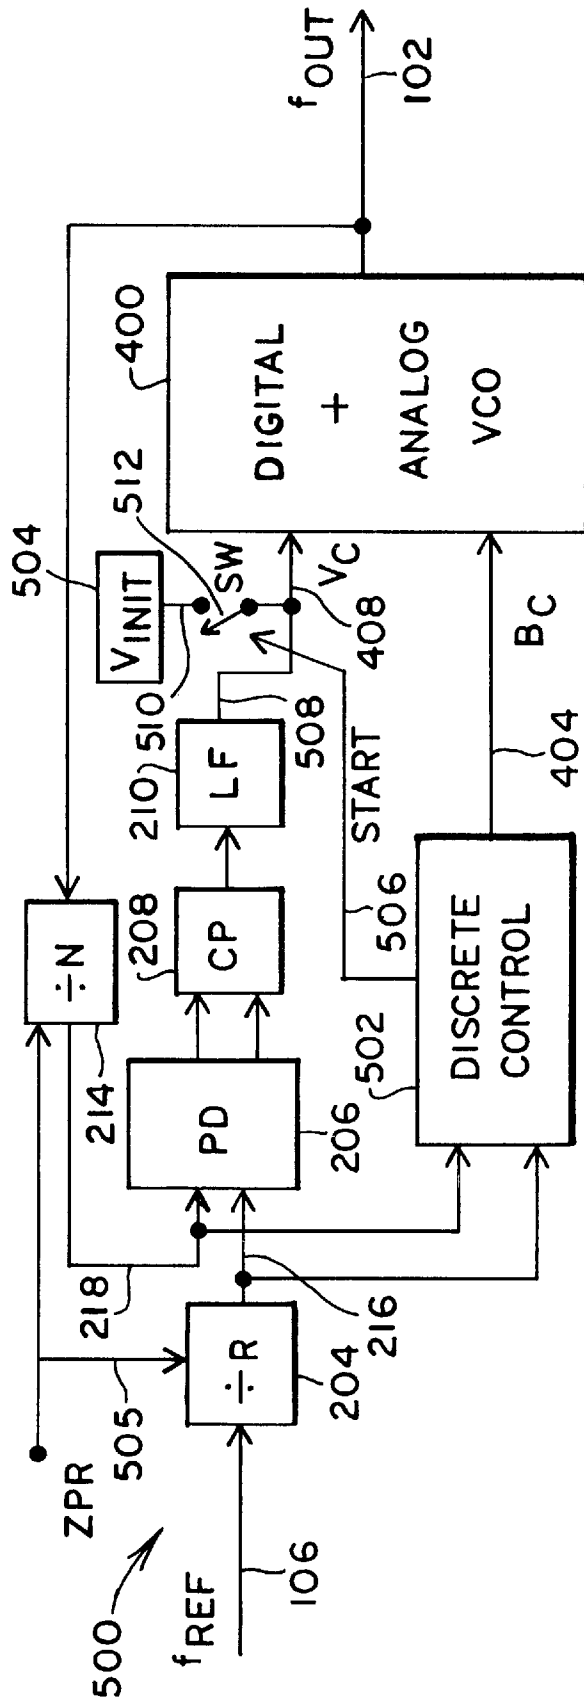 500
ZPR
505
fREF
106
÷R
204
216
218
÷N
214
PD
206
CP
208
LF
210
508
VINIT
504
510
SW
512
VC
408
START
506
DISCRETE
CONTROL
502
BC
404
DIGITAL
+
ANALOG
VCO
400
fOUT
102